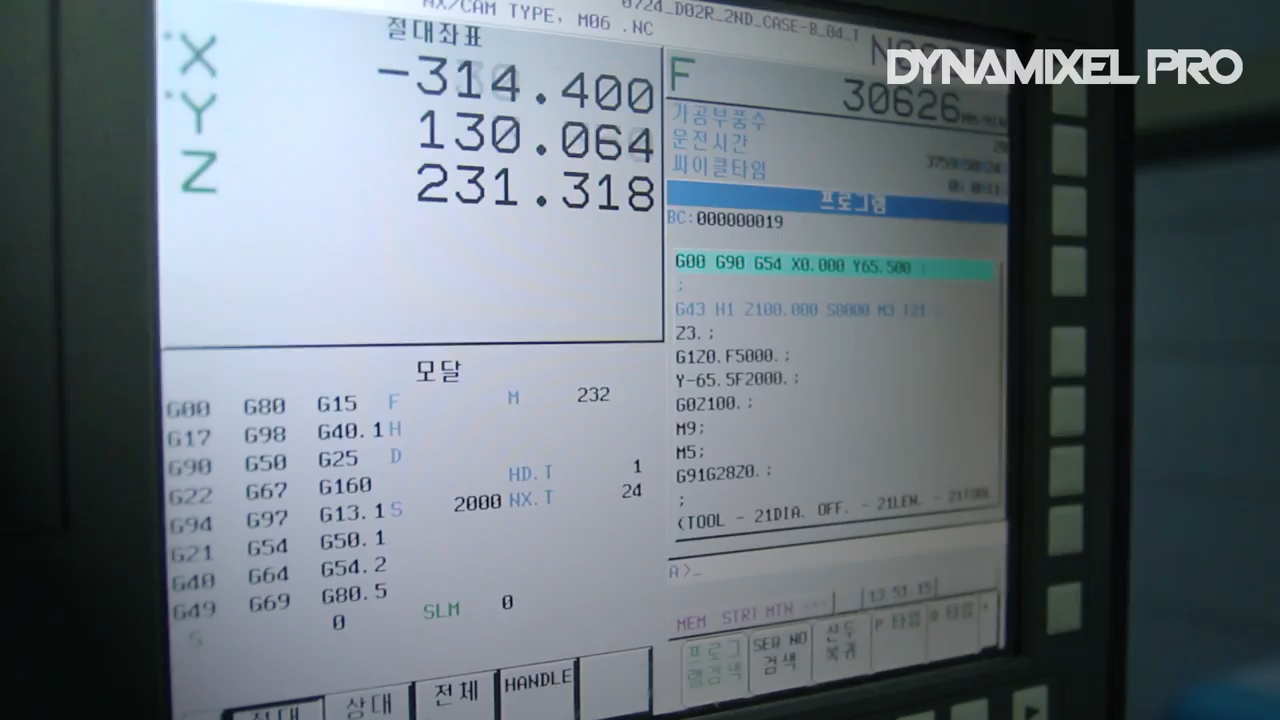 NX/CAM TYPE, M06 .NC
0724_D02R_2ND_CASE-B_04_T
DYNAMIXEL PRO
절대좌표
X -314.400
Y 130.064
Z 231.318
F 30626
가공부품수
운전시간
싸이클타임
프로그램
BC:000000019
G00 G90 G54 X0.000 Y65.500 ;
;
G43 H1 Z100.000 S8000 M3 T21 ;
Z3. ;
G1Z0.F5000. ;
Y-65.5F2000. ;
G0Z100. ;
M9;
M5;
G91G28Z0. ;
;
(TOOL - 21DIA. OFF. - 21LEN. - 21TOOL
A>_
MEM STRT MTN ---
13 51 15
프로그램검색
SEQ NO 검색
선두 복귀
모달
G00 G80 G15 F M 232
G17 G98 G40.1 H
G90 G50 G25 D HD.T 1
G22 G67 G160 NX.T 24
G94 G97 G13.1 S 2000
G21 G54 G50.1
G40 G64 G54.2
G49 G69 G80.5
S 0 SLM 0
절대
상대
전체
HANDLE